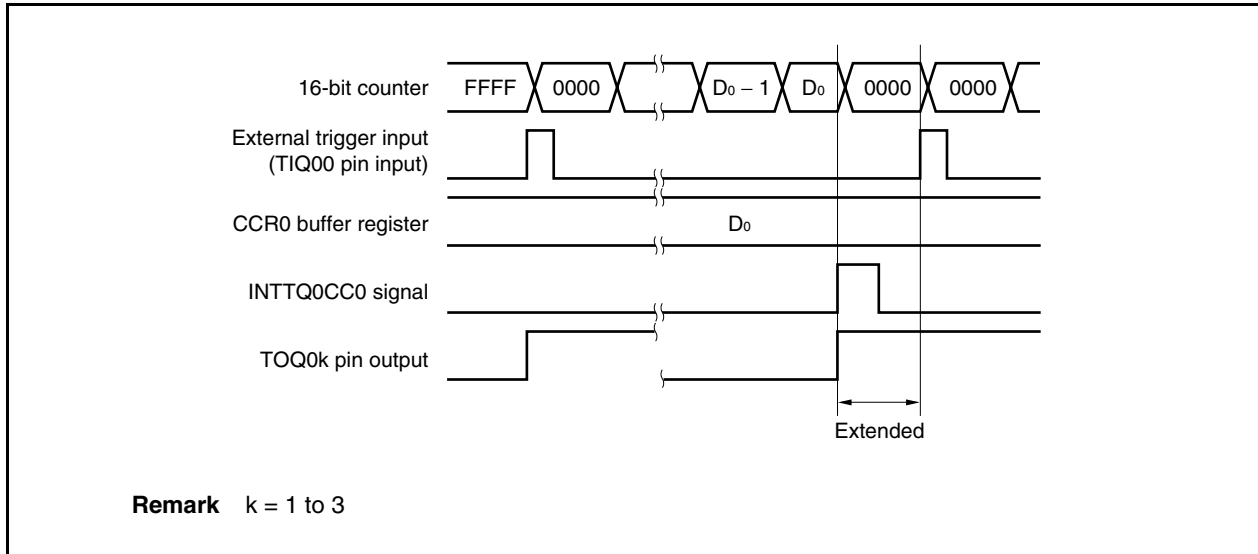 16-bit counter FFFF 0000 D0 − 1 D0 0000 0000
External trigger input
(TIQ00 pin input)
CCR0 buffer register D0
INTTQ0CC0 signal
TOQ0k pin output
Extended
Remark k = 1 to 3